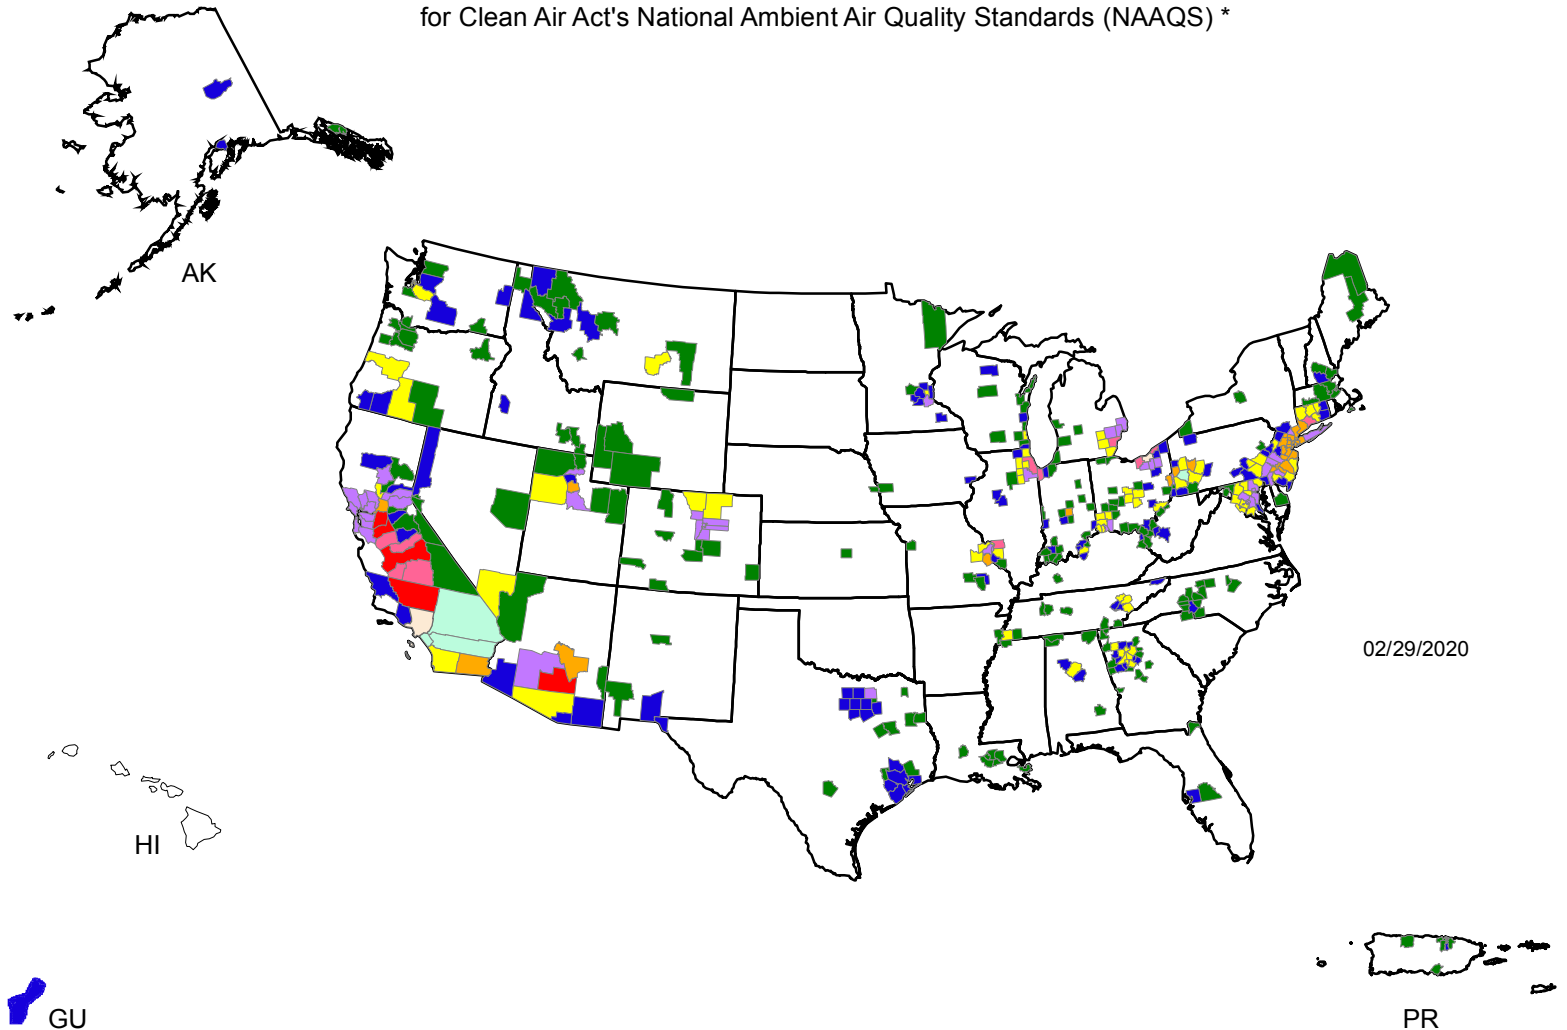 for Clean Air Act's National Ambient Air Quality Standards (NAAQS) *
AK
02/29/2020
HI
GU
PR